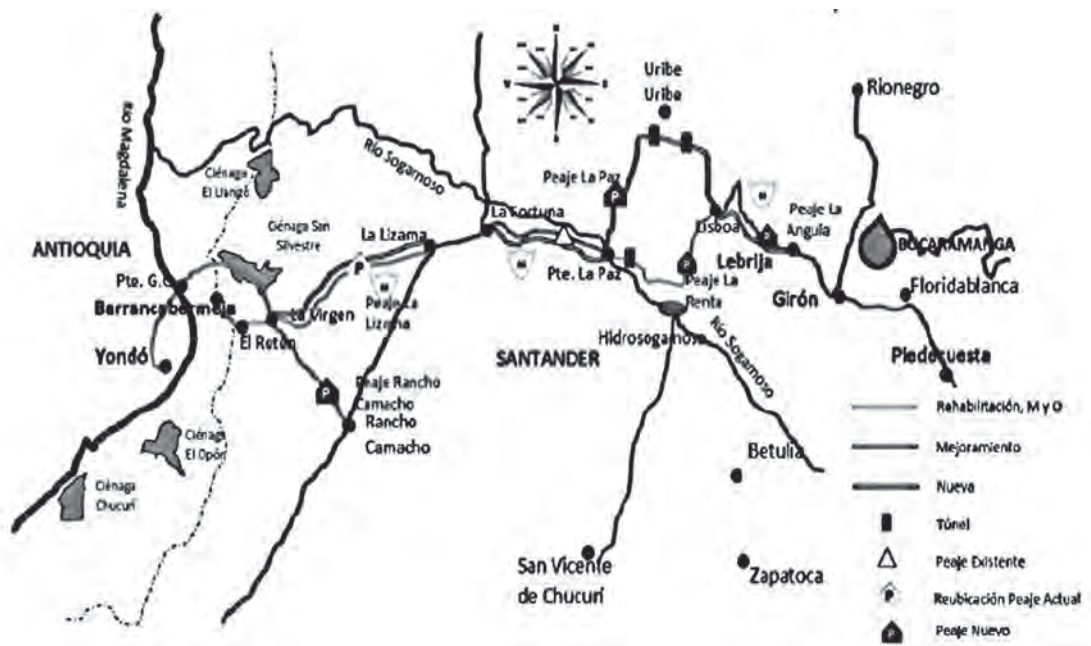 Uribe
Uribe
Rionegro
Río Magdalena
Ciénaga
El Llanito
Río Sogamoso
Peaje La Paz
ANTIOQUIA
Ciénaga San
Silvestre
La Lizama
La Fortuna
Lisboa
Peaje La
Angula
BUCARAMANGA
Pte. G.
Barrancabermeja
La Virgen
Peaje La
Lizama
Pte. La Paz
Lebrija
Peaje La
Renta
Girón
Floridablanca
El Retén
Yondó
SANTANDER
Hidrosogamoso
Río Sogamoso
Piedecuesta
Peaje Rancho
Camacho
Rancho
Camacho
Ciénaga
El Opón
Ciénaga
Chucurí
Betulia
San Vicente
de Chucurí
Zapatoca
Rehabilitación, M y O
Mejoramiento
Nueva
Túnel
Peaje Existente
P
Reubicación Peaje Actual
P
Peaje Nuevo